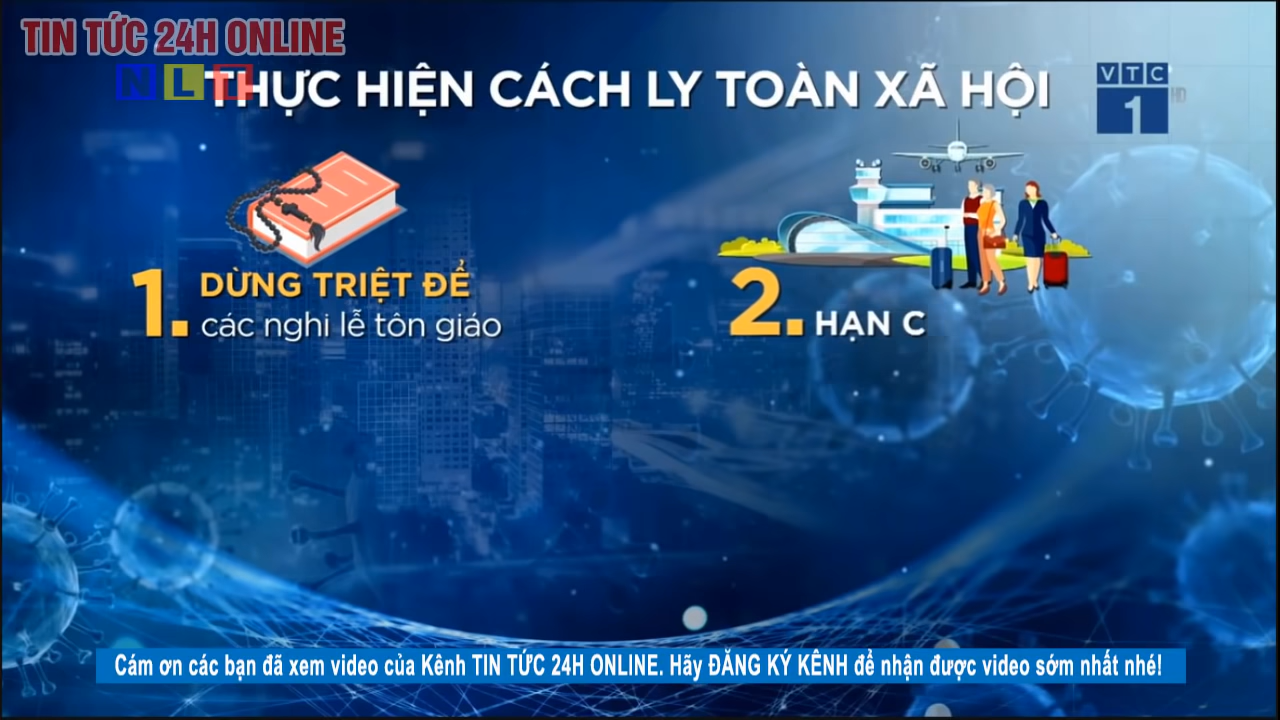 TIN TỨC 24H ONLINE
NLT
THỰC HIỆN CÁCH LY TOÀN XÃ HỘI
VTC
1
HD
1. DỪNG TRIỆT ĐỂ
các nghi lễ tôn giáo
2. HẠN C
Cám ơn các bạn đã xem video của Kênh TIN TỨC 24H ONLINE. Hãy ĐĂNG KÝ KÊNH để nhận được video sớm nhất nhé!